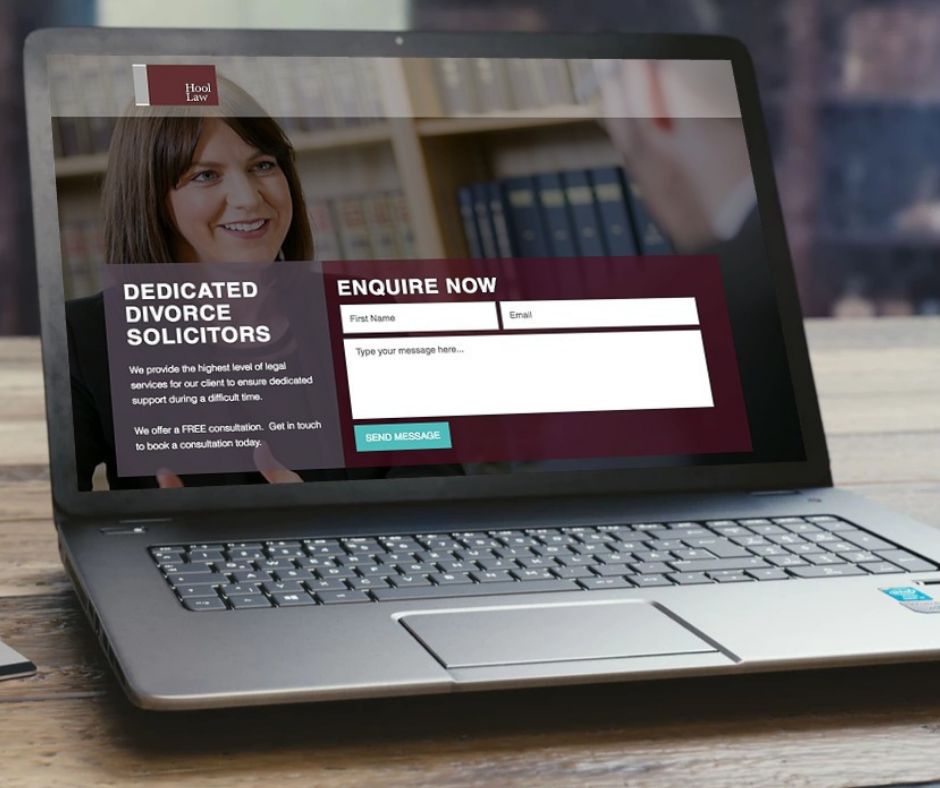 Hool
Law
DEDICATED
DIVORCE
SOLICITORS
We provide the highest level of legal
services for our client to ensure dedicated
support during a difficult time.
We offer a FREE consultation.  Get in touch
to book a consultation today.
ENQUIRE NOW
First Name
Email
Type your message here...
SEND MESSAGE